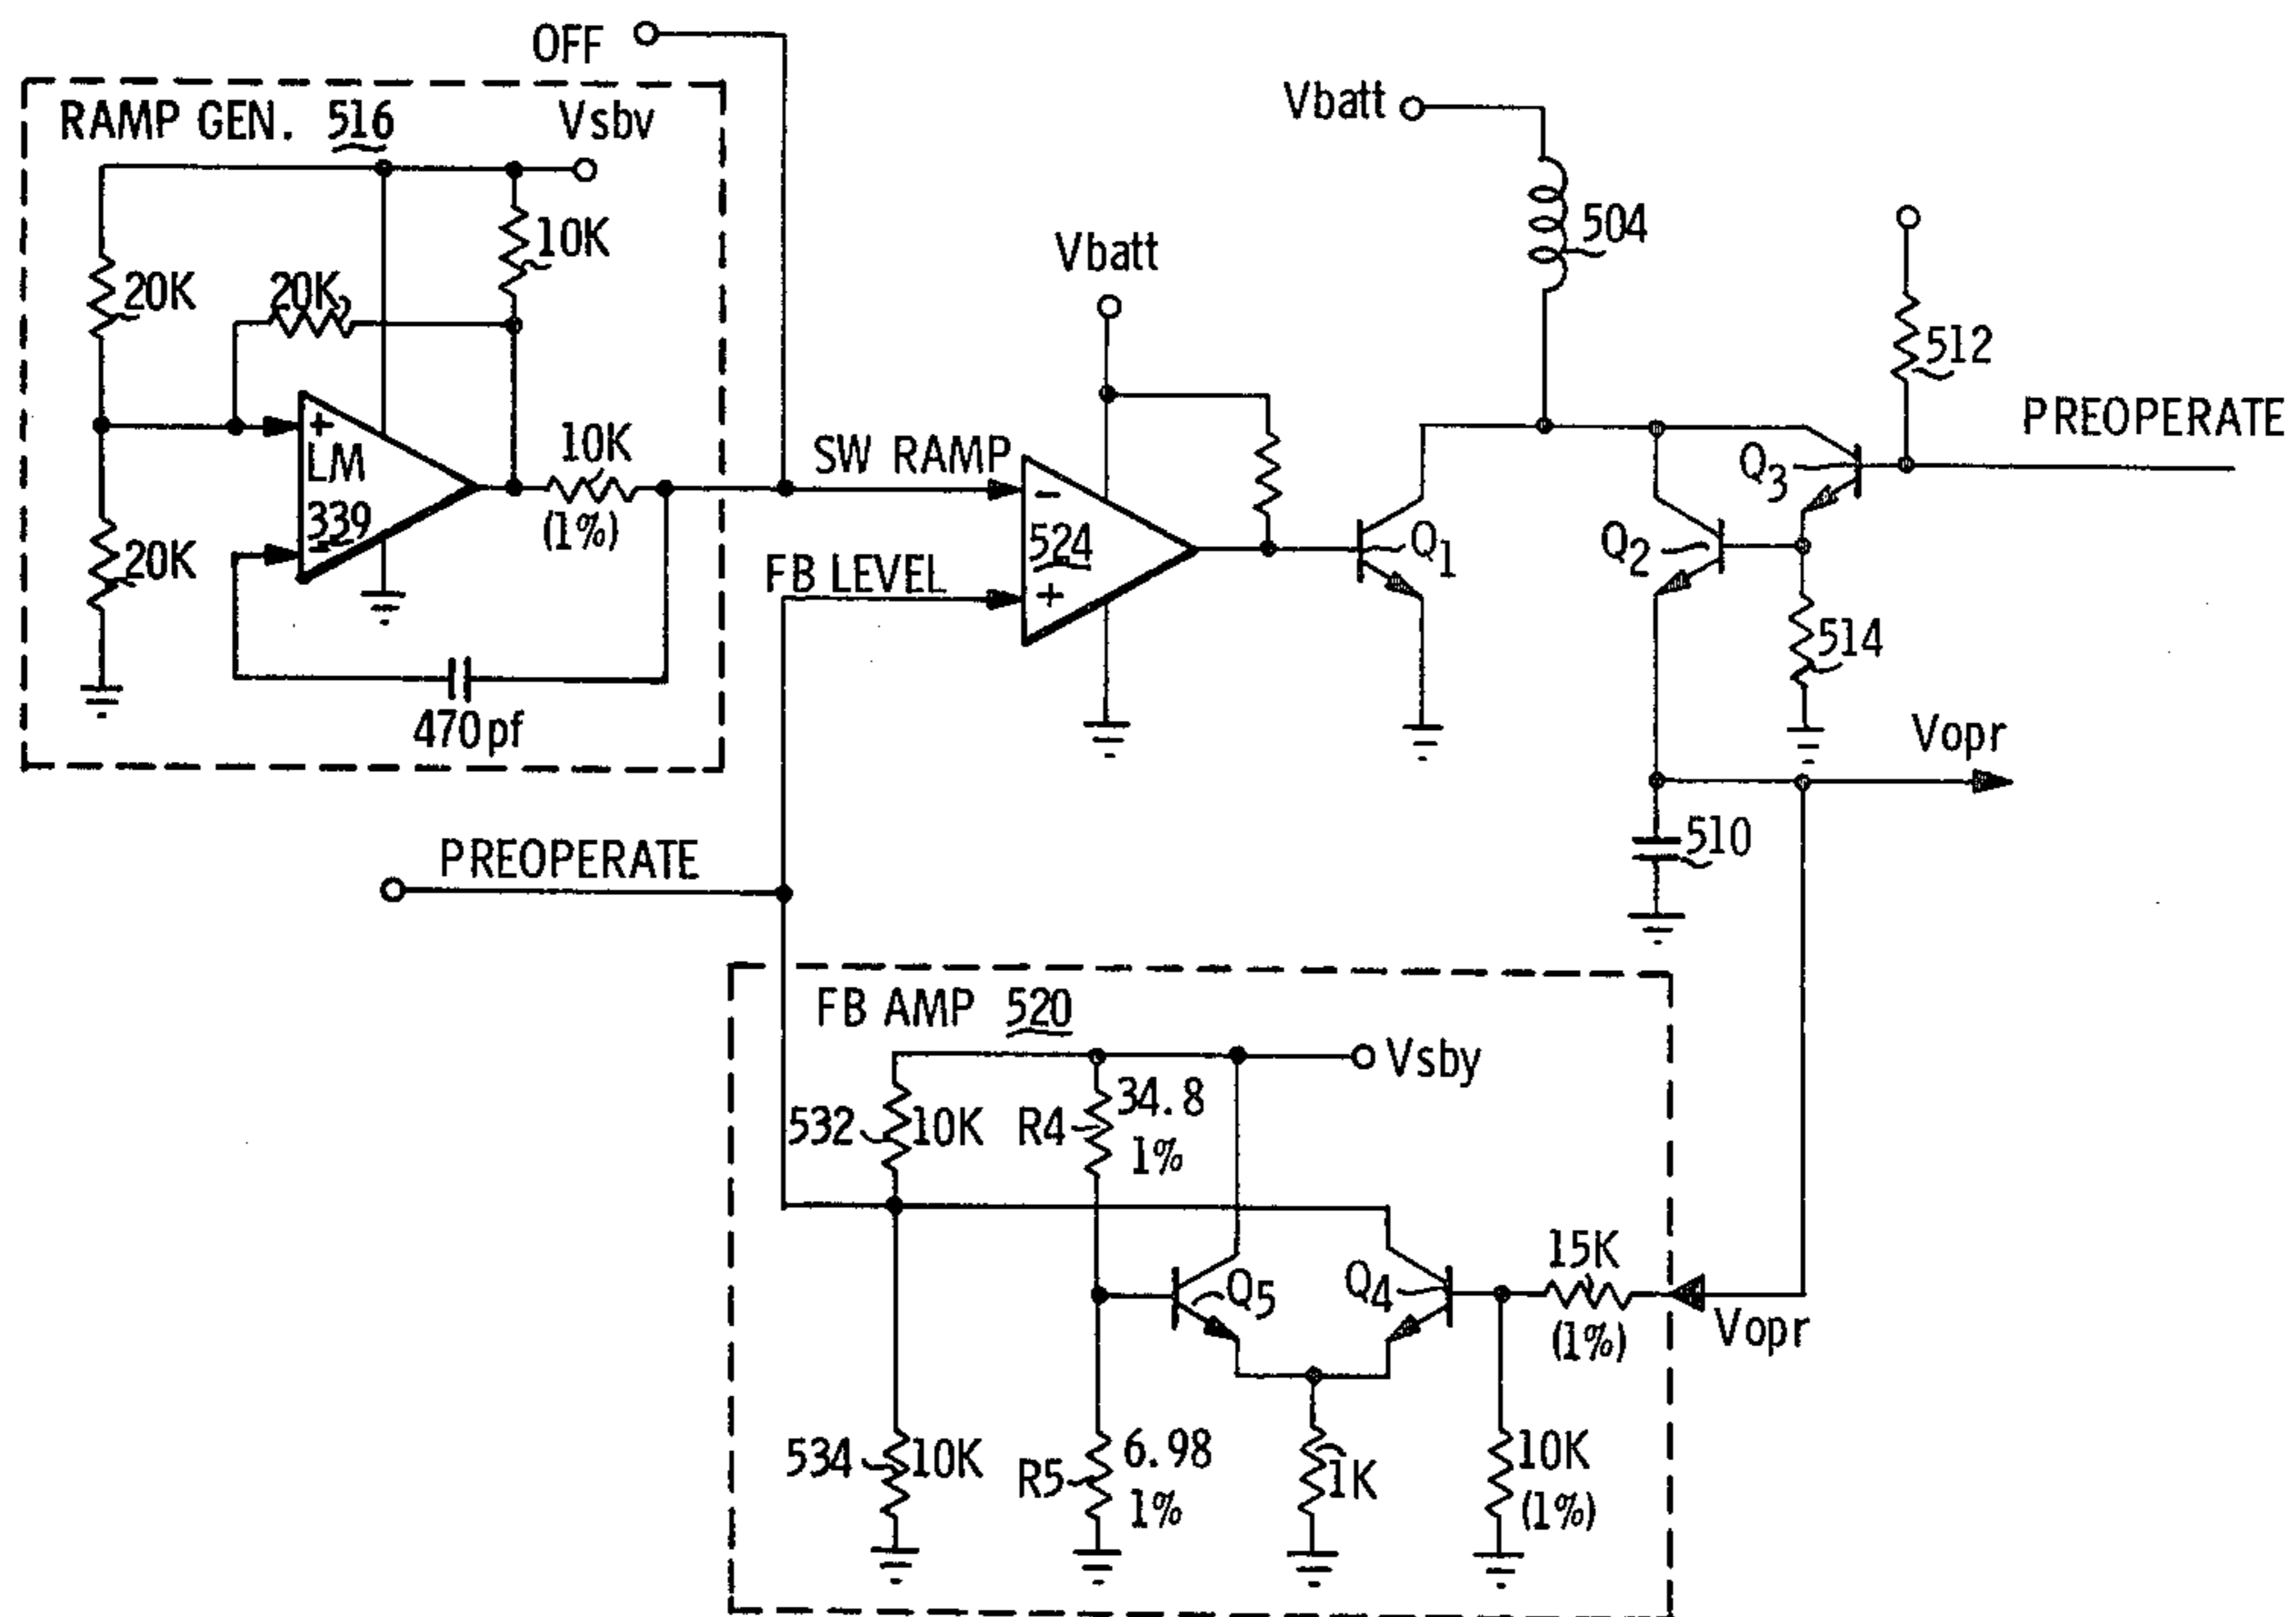 OFF
RAMP GEN. 516
Vsbv
10K
20K
20K
+
LM
339
-
10K
(1%)
20K
470pf
SW RAMP
FB LEVEL
Vbatt
-
524
+
Q1
Vbatt
504
512
PREOPERATE
Q3
Q2
514
Vopr
510
PREOPERATE
FB AMP 520
Vsby
532
10K
R4
34.8
1%
Q5
Q4
15K
(1%)
Vopr
534
10K
R5
6.98
1%
1K
10K
(1%)